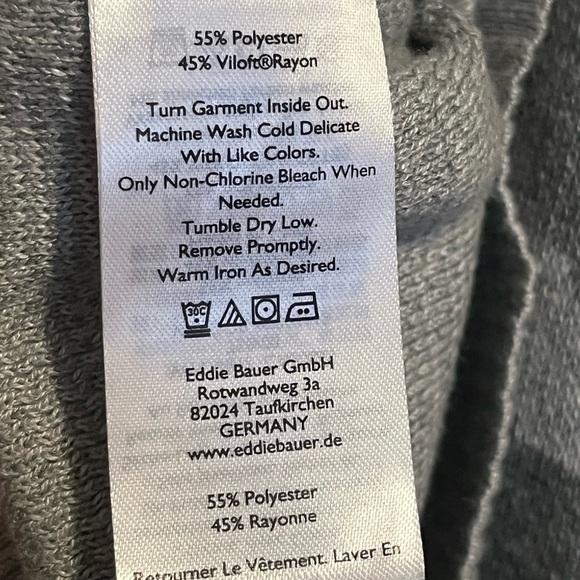 55% Polyester
45% Viloft®Rayon
Turn Garment Inside Out.
Machine Wash Cold Delicate
With Like Colors.
Only Non-Chlorine Bleach When
Needed.
Tumble Dry Low.
Remove Promptly.
Warm Iron As Desired.
30C
Eddie Bauer GmbH
Rotwandweg 3a
82024 Taufkirchen
GERMANY
www.eddiebauer.de
55% Polyester
45% Rayonne
Retourner Le Vêtement. Laver En